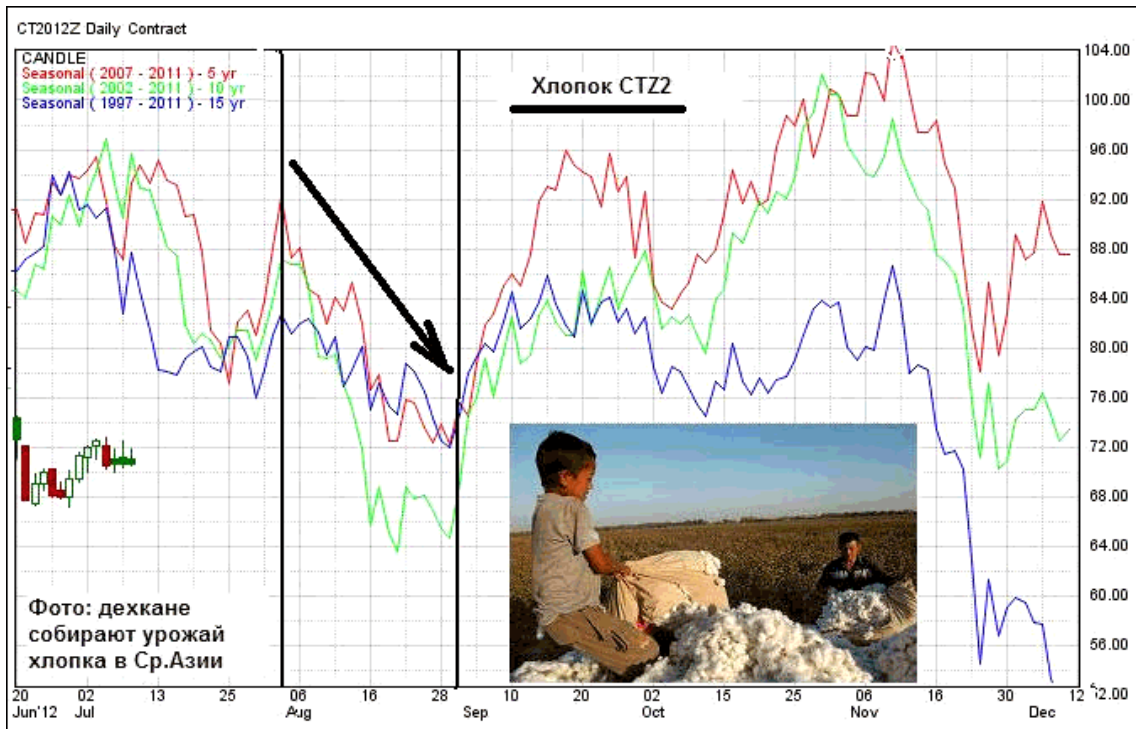 CT2012Z Daily Contract
CANDLE
Seasonal ( 2007 - 2011 ) - 5 yr
Seasonal ( 2002 - 2011 ) - 10 yr
Seasonal ( 1997 - 2011 ) - 15 yr
Хлопок CTZ2
104.00
100.00
96.00
92.00
88.00
84.00
80.00
76.00
72.00
68.00
64.00
60.00
56.00
52.00
Фото: дехкане
собирают урожай
хлопка в Ср.Азии
20 02 13 25 06 16 28 10 20 02 15 25 06 16 30 12
Jun'12 Jul Aug Sep Oct Nov Dec